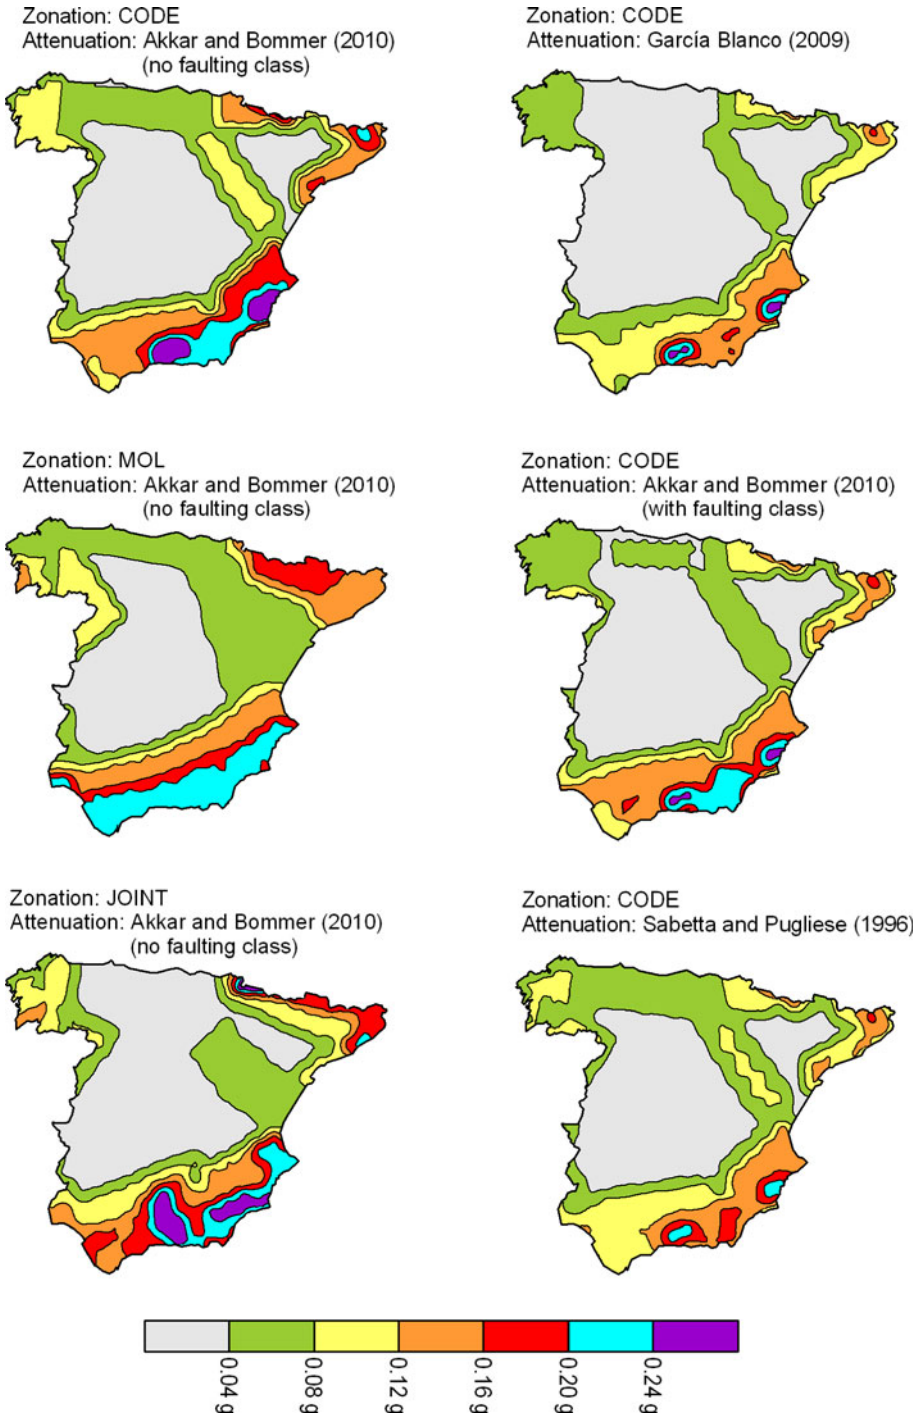 Zonation: CODE
Attenuation: Akkar and Bommer (2010)
(no faulting class)
Zonation: CODE
Attenuation: García Blanco (2009)
Zonation: MOL
Attenuation: Akkar and Bommer (2010)
(no faulting class)
Zonation: CODE
Attenuation: Akkar and Bommer (2010)
(with faulting class)
Zonation: JOINT
Attenuation: Akkar and Bommer (2010)
(no faulting class)
Zonation: CODE
Attenuation: Sabetta and Pugliese (1996)
0.04 g
0.08 g
0.12 g
0.16 g
0.20 g
0.24 g